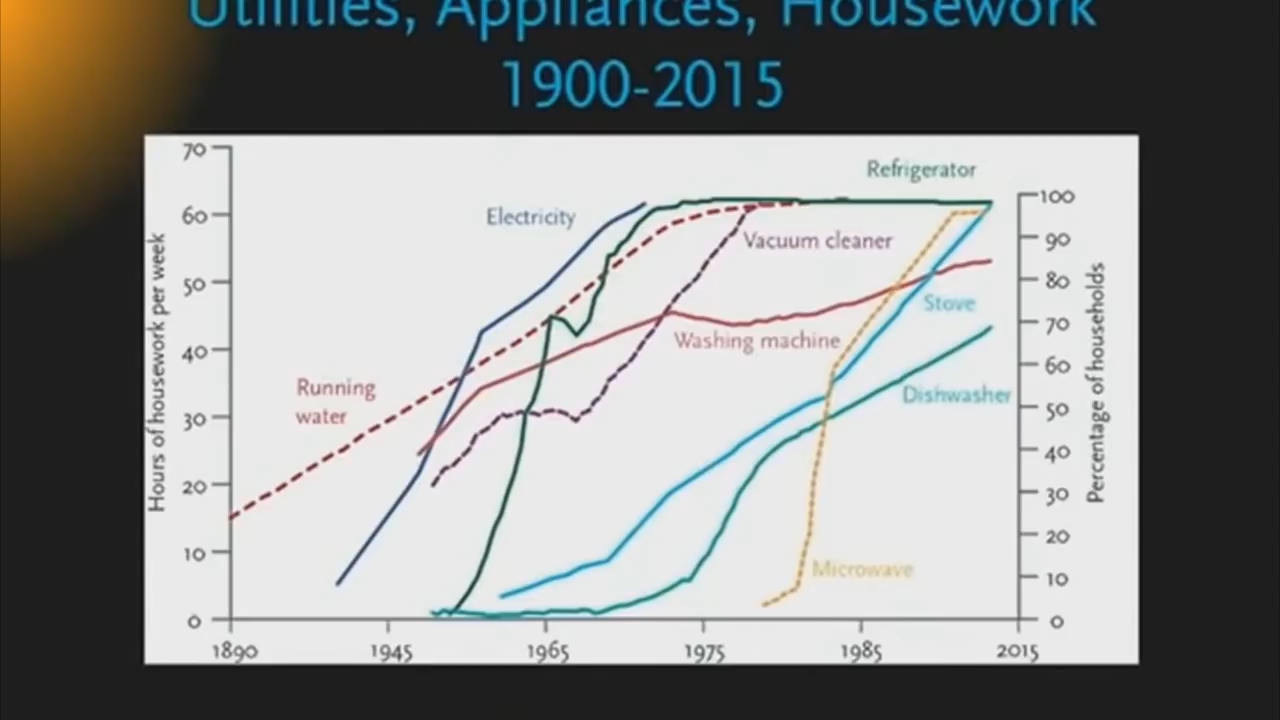 Utilities, Appliances, Housework
1900-2015
70
60
50
40
30
20
10
0
Hours of housework per week
Refrigerator
Electricity
Vacuum cleaner
Washing machine
Stove
Running
water
Dishwasher
Microwave
100
90
80
70
60
50
40
30
20
10
0
Percentage of households
1890 1945 1965 1975 1985 2015